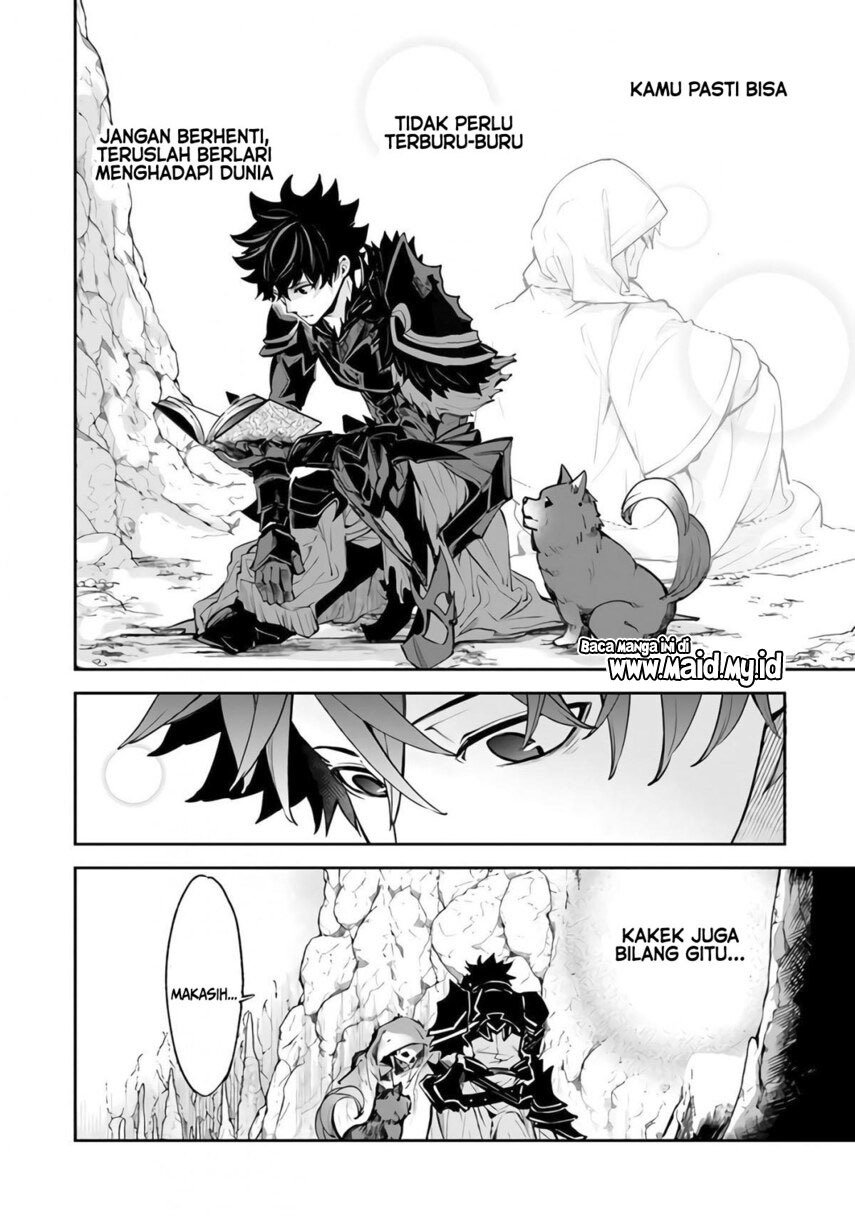 KAMU PASTI BISA
TIDAK PERLU
TERBURU-BURU
JANGAN BERHENTI,
TERUSLAH BERLARI
MENGHADAPI DUNIA
Baca Manga ini di
www.Maid.My.id
KAKEK JUGA
BILANG GITU...
MAKASIH...